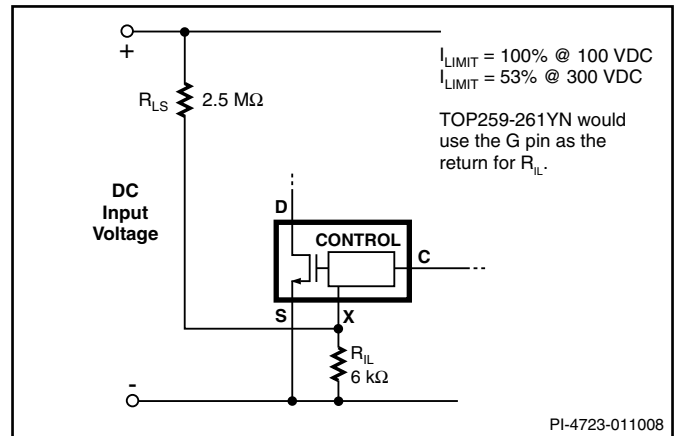 +
I_LIMIT = 100% @ 100 VDC
I_LIMIT = 53% @ 300 VDC
R_LS 2.5 MΩ
TOP259-261YN would
use the G pin as the
return for R_IL.
DC
Input
Voltage
D
CONTROL
C
S
X
R_IL
6 kΩ
-
PI-4723-011008